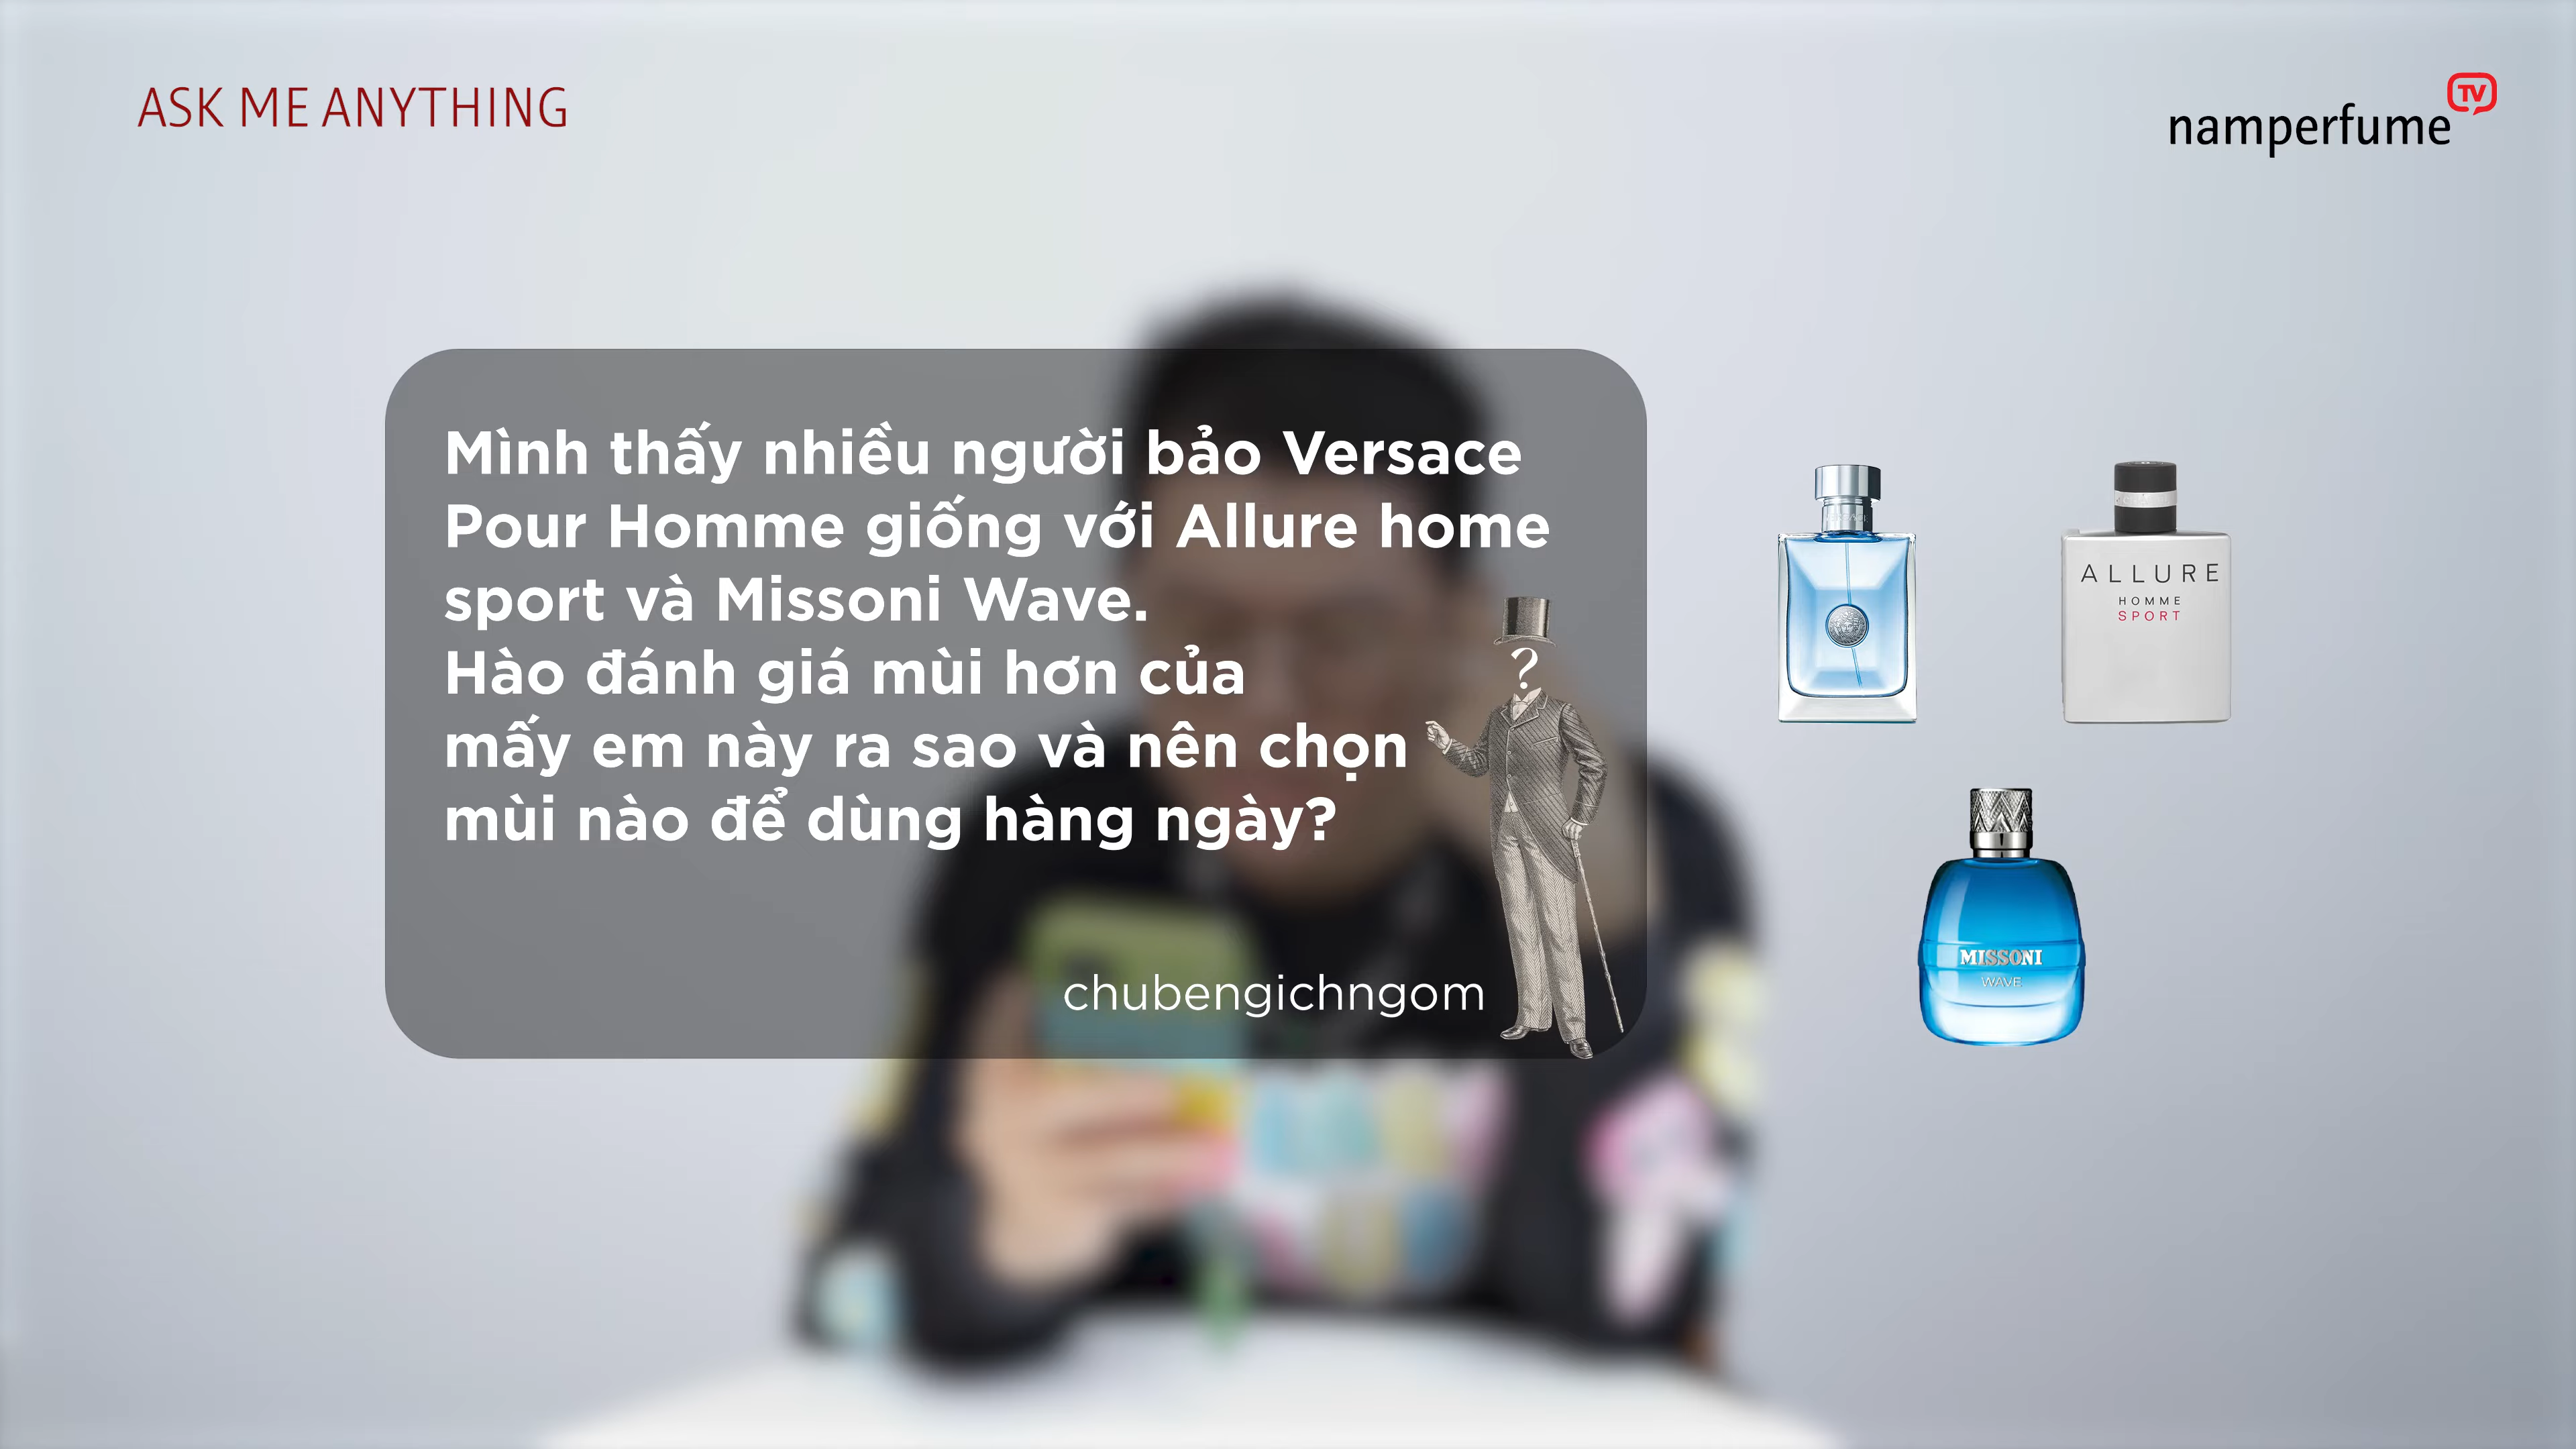 ASK ME ANYTHING
namperfume TV
Mình thấy nhiều người bảo Versace
Pour Homme giống với Allure home
sport và Missoni Wave.
Hào đánh giá mùi hơn của
mấy em này ra sao và nên chọn
mùi nào để dùng hàng ngày?
?
chubengichngom
ALLURE
HOMME
SPORT
MISSONI
WAVE